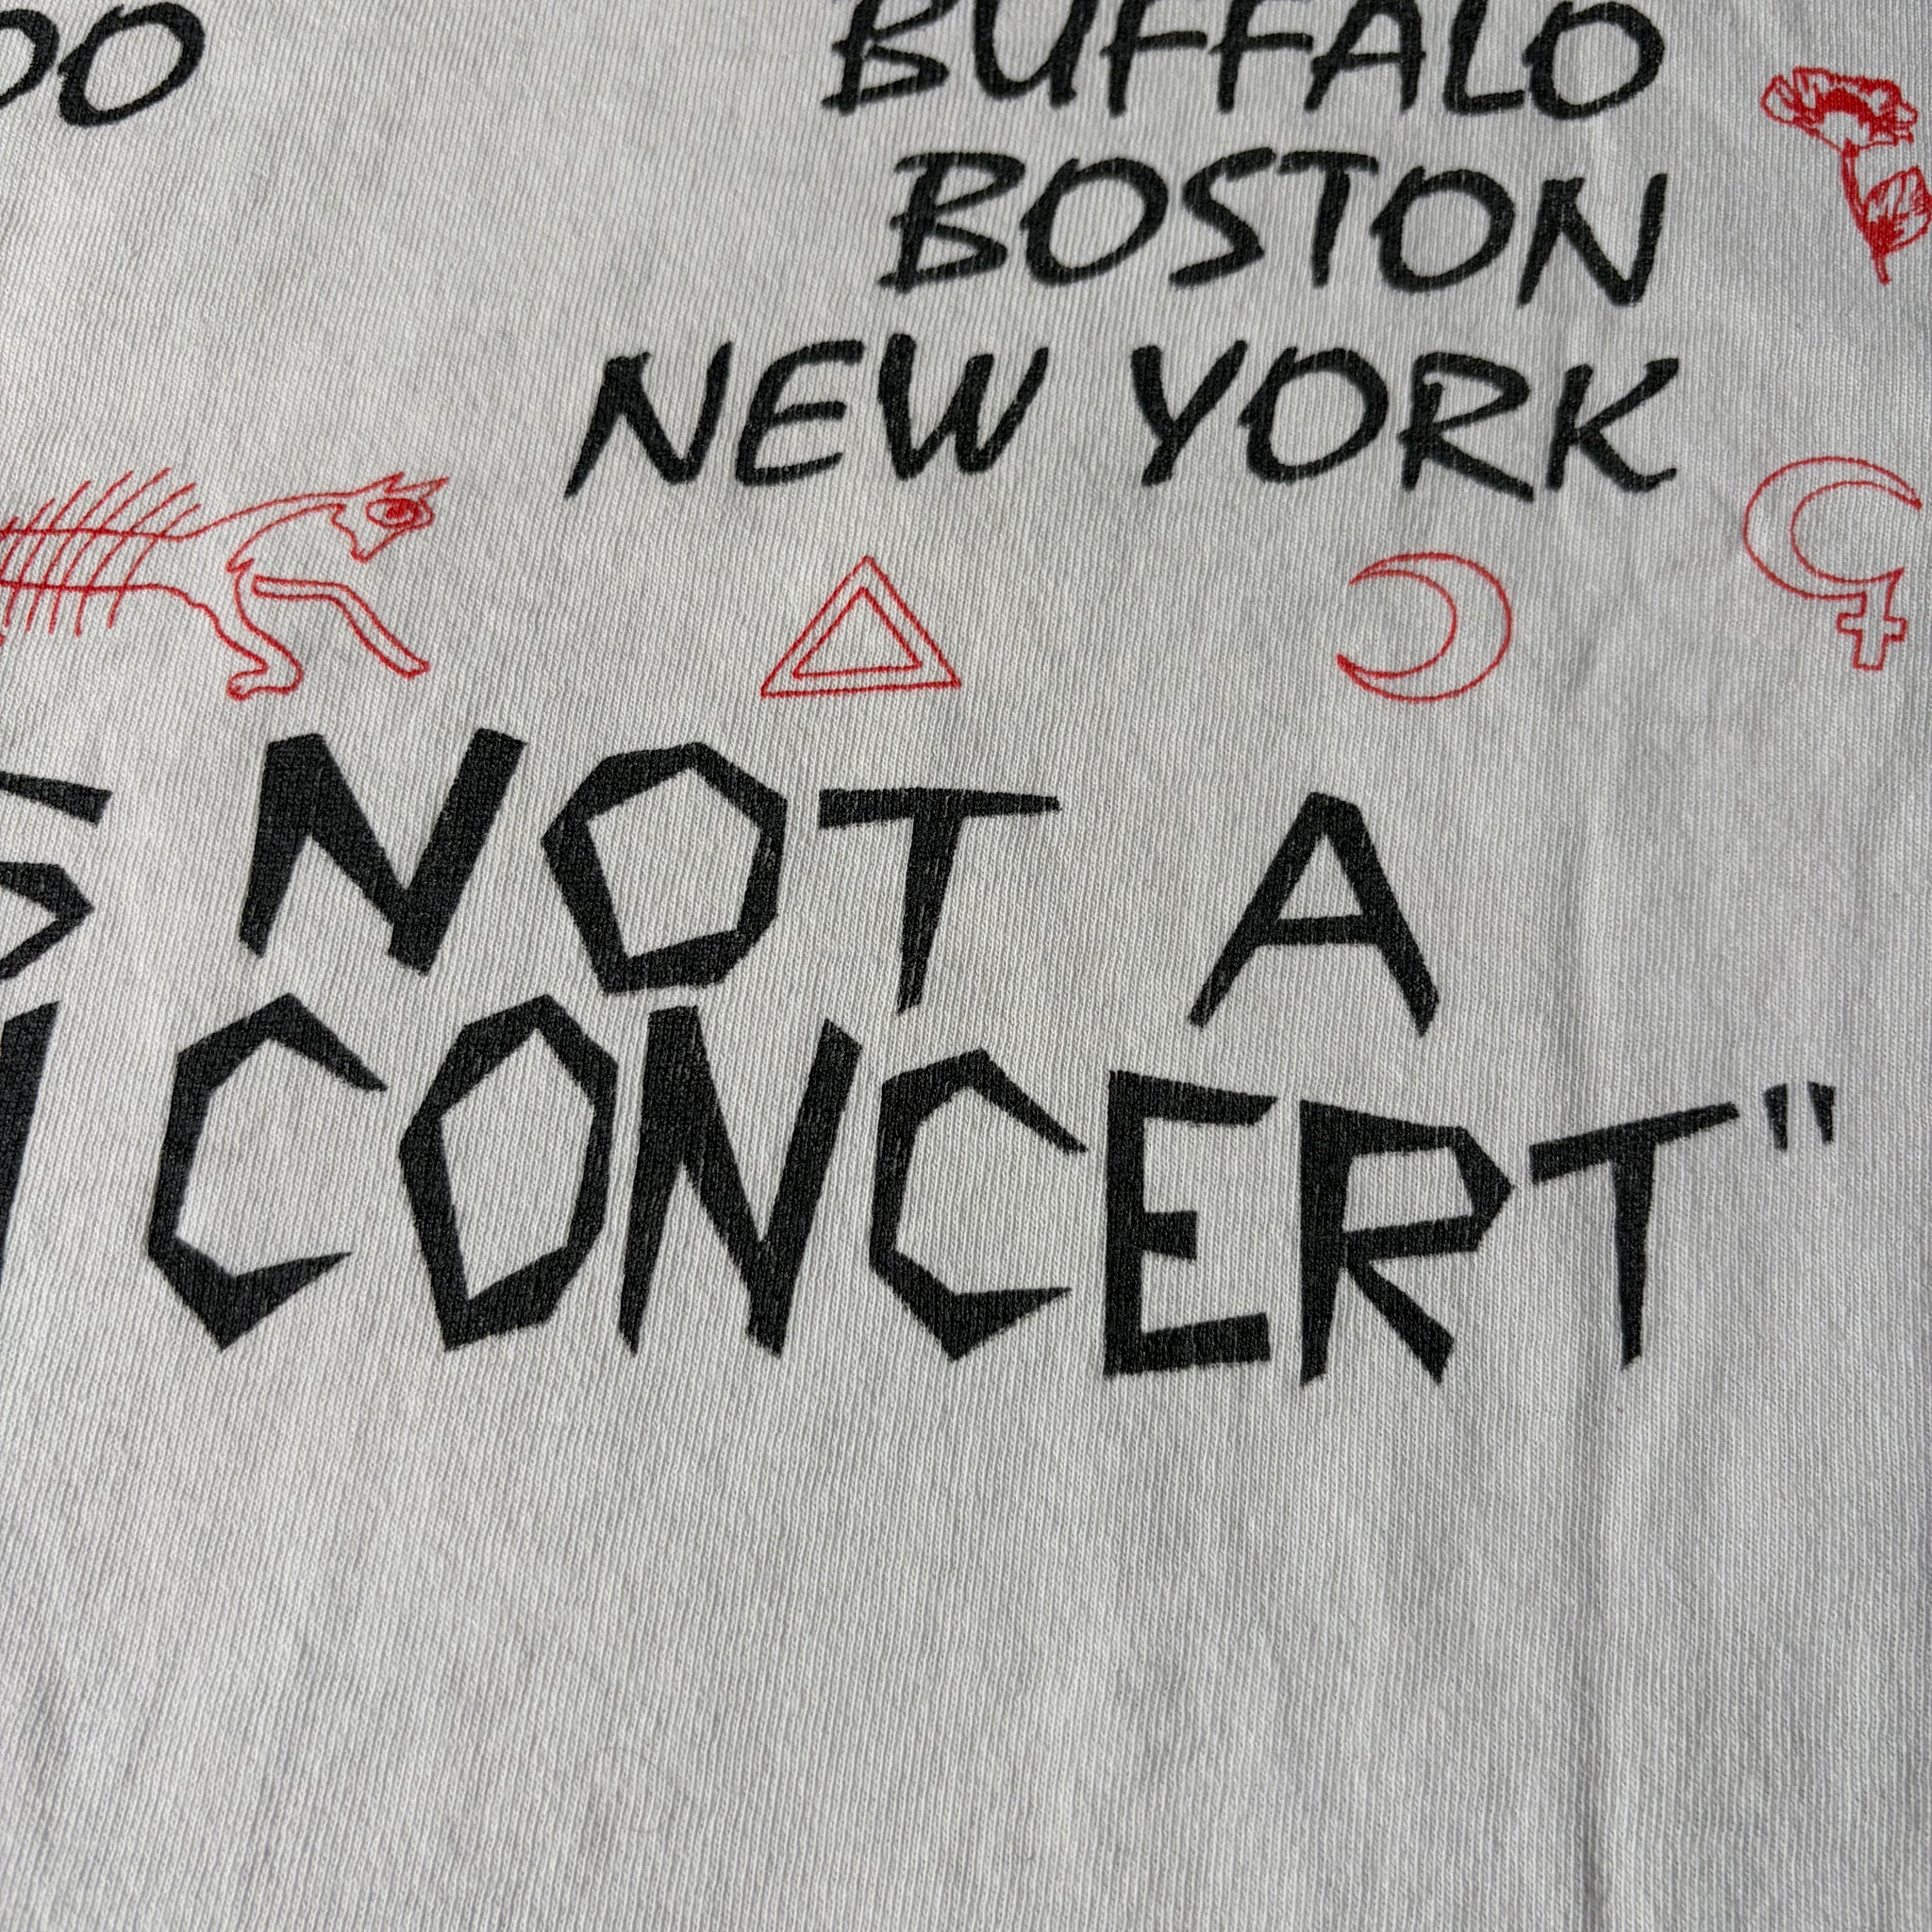 BUFFALO
BOSTON
NEW YORK
NOT A
CONCERT"